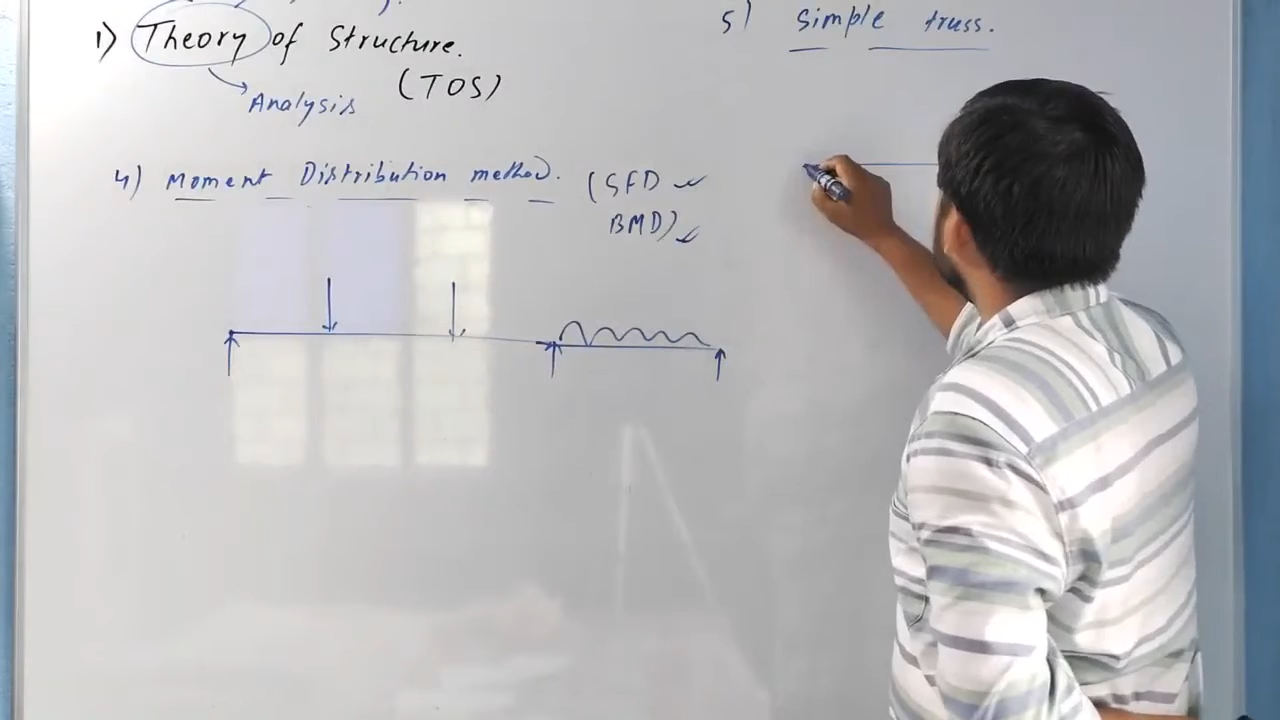 1) Theory of Structure.
(TOS)
Analysis
4) Moment Distribution method. (SFD
BMD)
5) Simple truss.